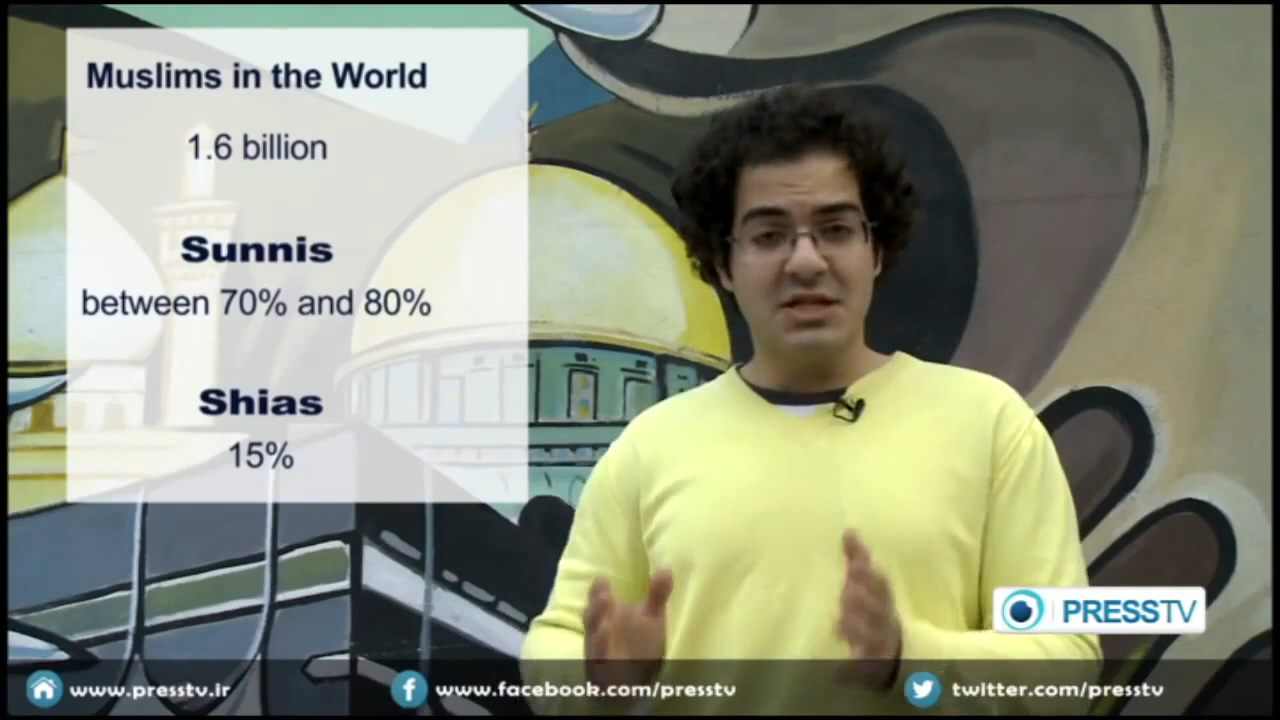 Muslims in the World
1.6 billion
Sunnis
between 70% and 80%
Shias
15%
PRESSTV
www.presstv.ir
www.facebook.com/presstv
twitter.com/presstv